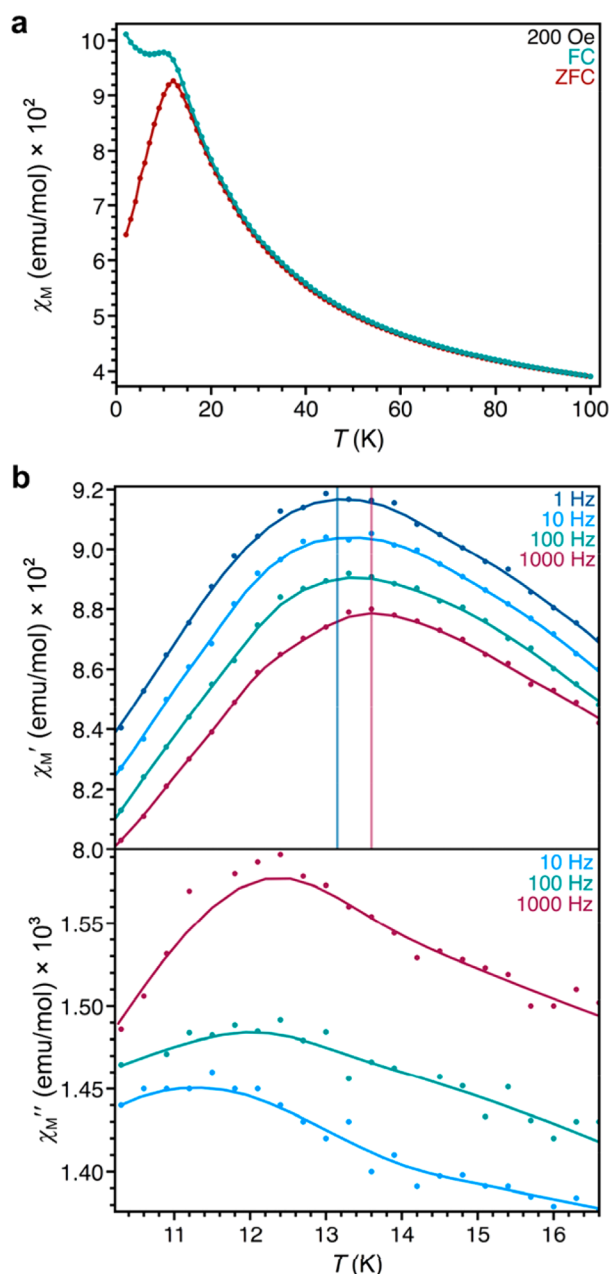 a
200 Oe
FC
ZFC
10
9
8
7
6
5
4
χM (emu/mol) × 10²
0 20 40 60 80 100
T (K)
b
1 Hz
10 Hz
100 Hz
1000 Hz
9.2
9.0
8.8
8.6
8.4
8.2
8.0
χM′ (emu/mol) × 10²
10 Hz
100 Hz
1000 Hz
1.55
1.50
1.45
1.40
χM″ (emu/mol) × 10³
11 12 13 14 15 16
T (K)